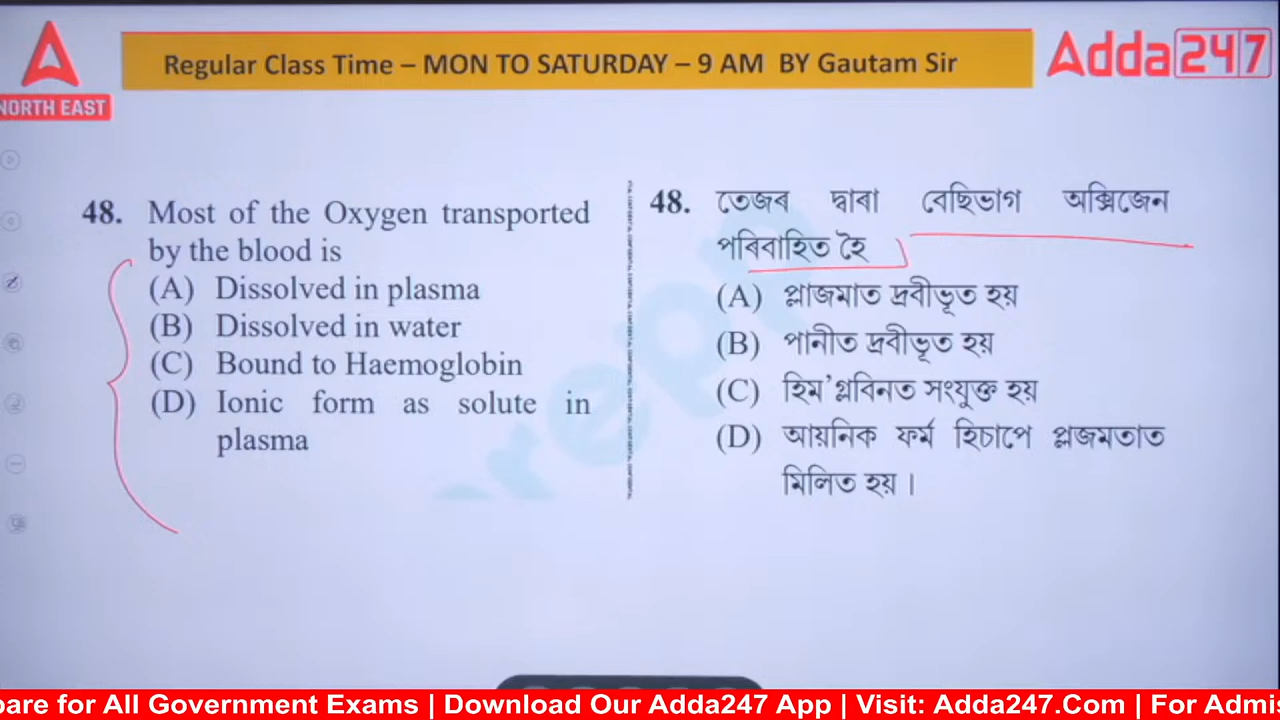 Regular Class Time – MON TO SATURDAY – 9 AM BY Gautam Sir
Adda247
NORTH EAST
48. Most of the Oxygen transported
by the blood is
(A) Dissolved in plasma
(B) Dissolved in water
(C) Bound to Haemoglobin
(D) Ionic form as solute in
plasma
48. তেজৰ দ্বাৰা বেছিভাগ অক্সিজেন
পৰিবাহিত হৈ
(A) প্লাজমাত দ্ৰবীভূত হয়
(B) পানীত দ্ৰবীভূত হয়
(C) হিম'গ্লবিনত সংযুক্ত হয়
(D) আয়নিক ফৰ্ম হিচাপে প্লজমতাত
মিলিত হয়।
pare for All Government Exams | Download Our Adda247 App | Visit: Adda247.Com | For Admis